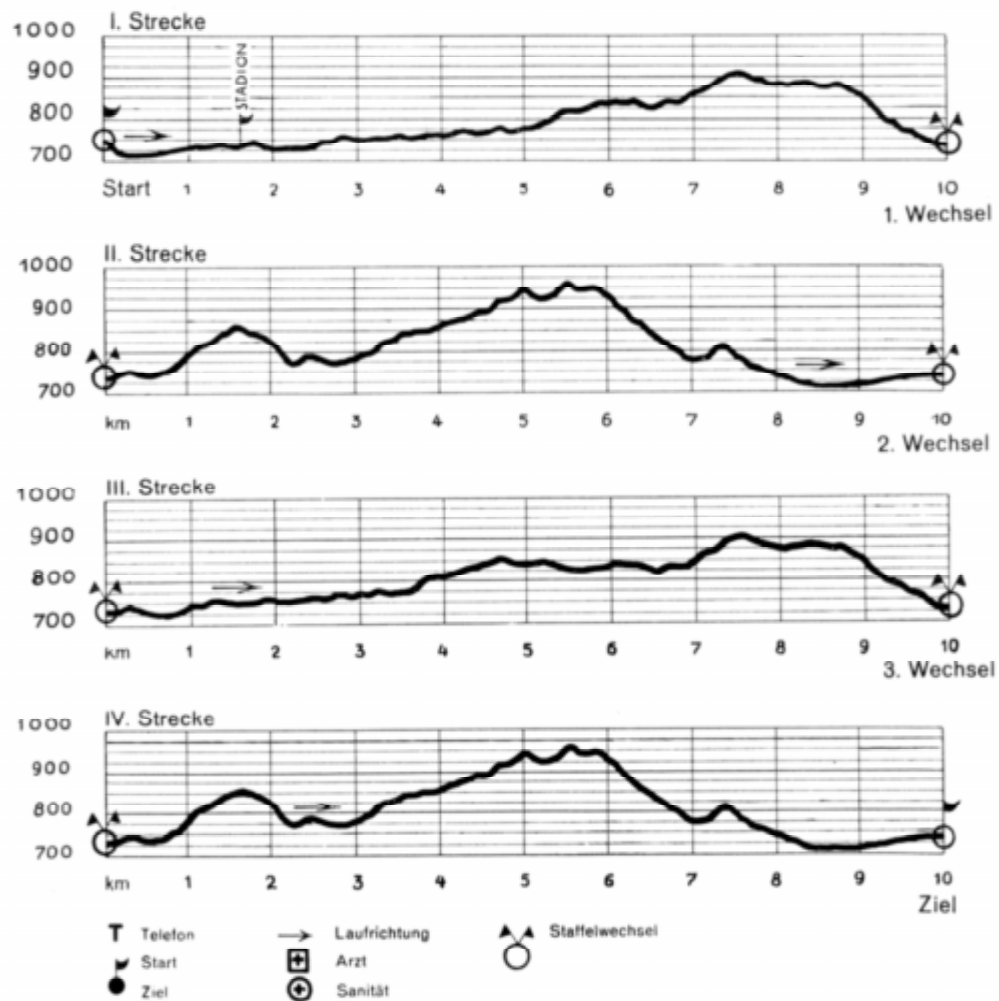 I. Strecke
1000
900
800
700
STADION
Start 1 2 3 4 5 6 7 8 9 10
1. Wechsel
II. Strecke
1000
900
800
700
km 1 2 3 4 5 6 7 8 9 10
2. Wechsel
III. Strecke
1000
900
800
700
km 1 2 3 4 5 6 7 8 9 10
3. Wechsel
IV. Strecke
1000
900
800
700
km 1 2 3 4 5 6 7 8 9 10
Ziel
T Telefon
Start
Ziel
Laufrichtung
Arzt
Sanität
Staffelwechsel